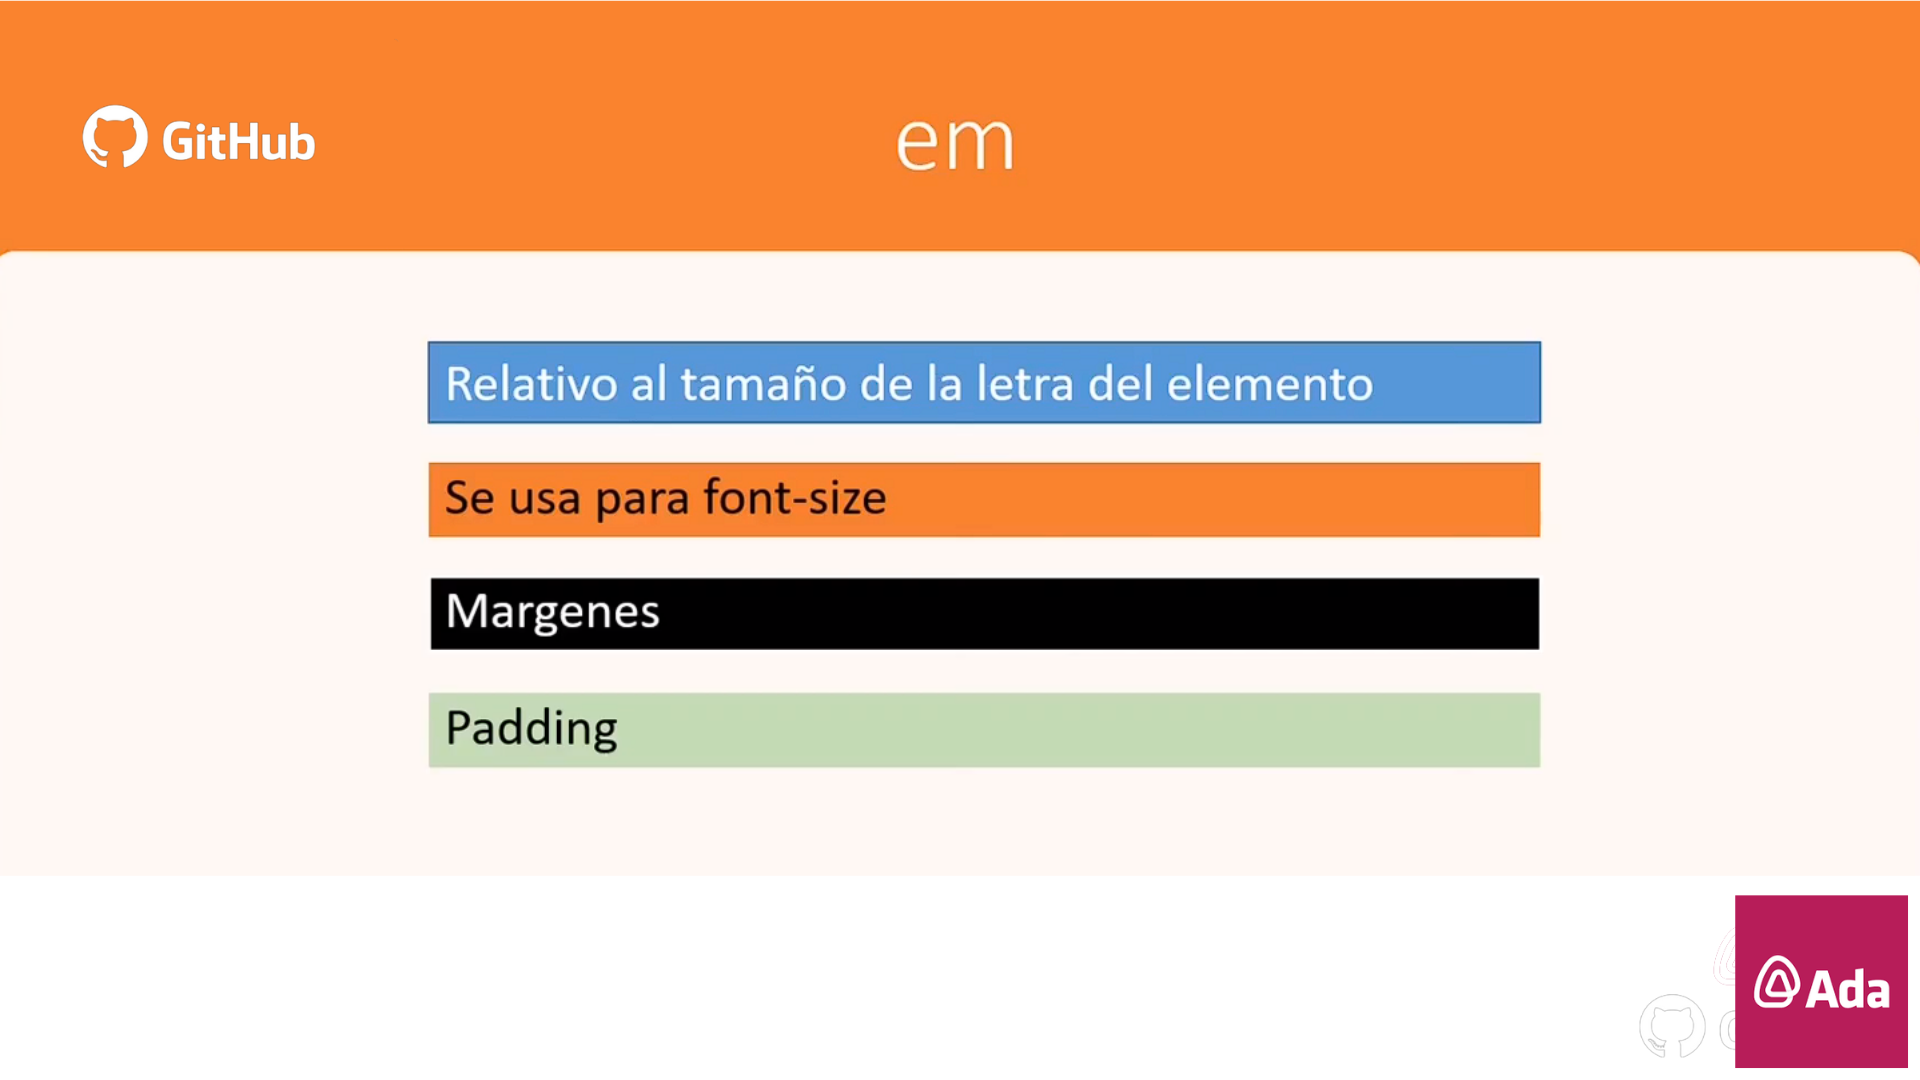 GitHub
em
Relativo al tamaño de la letra del elemento
Se usa para font-size
Margenes
Padding
Ada